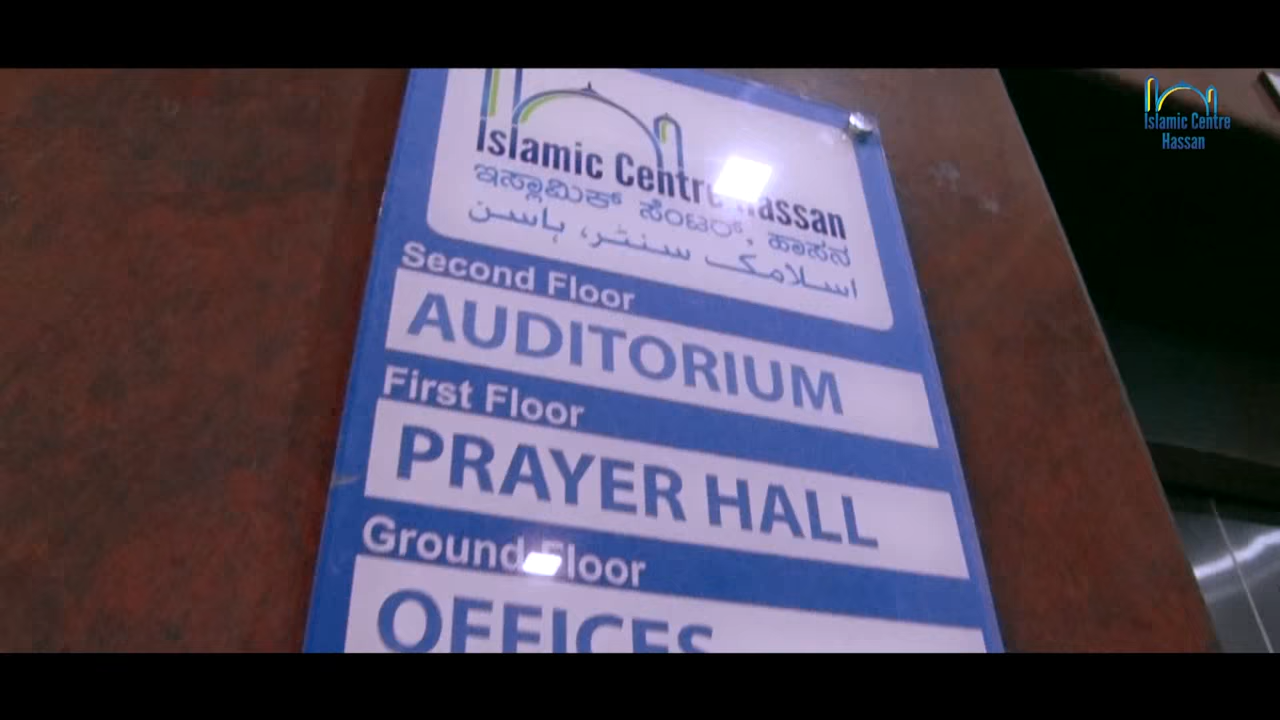 Islamic Centre Hassan
ಇಸ್ಲಾಮಿಕ್ ಸೆಂಟರ್, ಹಾಸನ
اسلامک سنٹر، ہاسن
Second Floor
AUDITORIUM
First Floor
PRAYER HALL
Ground Floor
OFFICES
Islamic Centre
Hassan